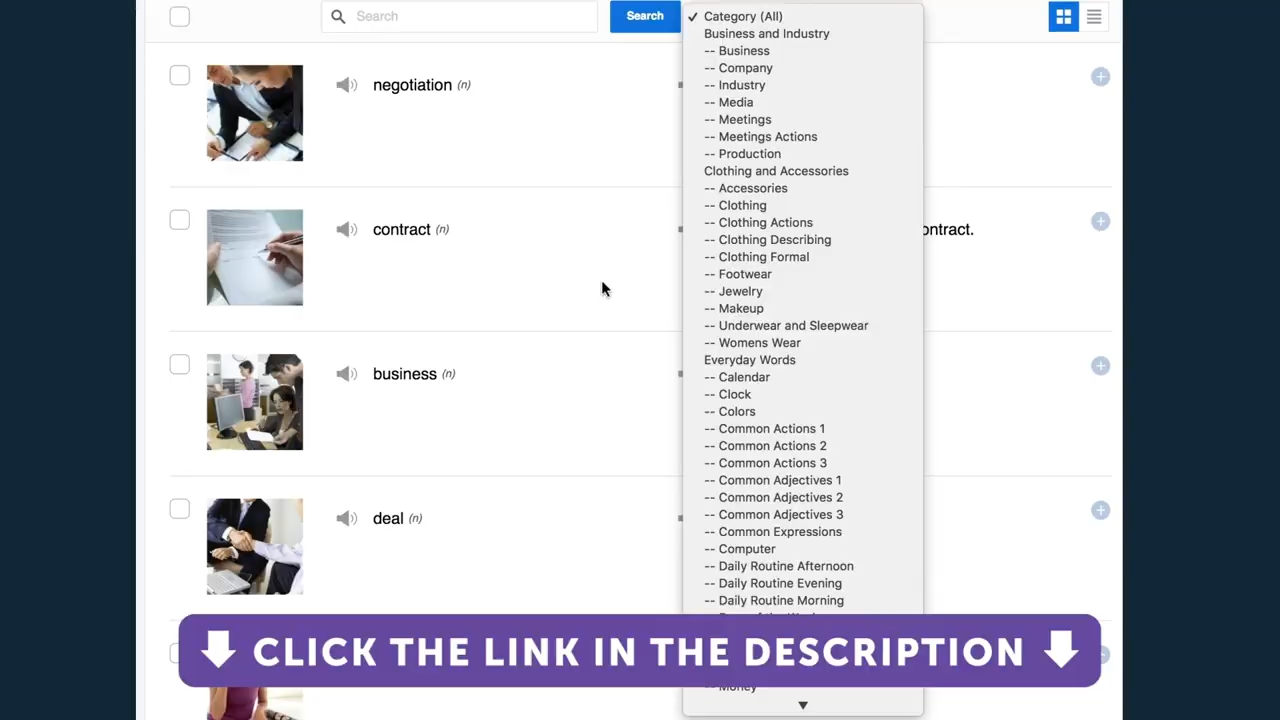 Search
Search
✓ Category (All)
Business and Industry
-- Business
-- Company
-- Industry
-- Media
-- Meetings
-- Meetings Actions
-- Production
Clothing and Accessories
-- Accessories
-- Clothing
-- Clothing Actions
-- Clothing Describing
-- Clothing Formal
-- Footwear
-- Jewelry
-- Makeup
-- Underwear and Sleepwear
-- Womens Wear
Everyday Words
-- Calendar
-- Clock
-- Colors
-- Common Actions 1
-- Common Actions 2
-- Common Actions 3
-- Common Adjectives 1
-- Common Adjectives 2
-- Common Adjectives 3
-- Common Expressions
-- Computer
-- Daily Routine Afternoon
-- Daily Routine Evening
-- Daily Routine Morning
-- Money
negotiation (n)
contract (n)
ontract.
business (n)
deal (n)
CLICK THE LINK IN THE DESCRIPTION